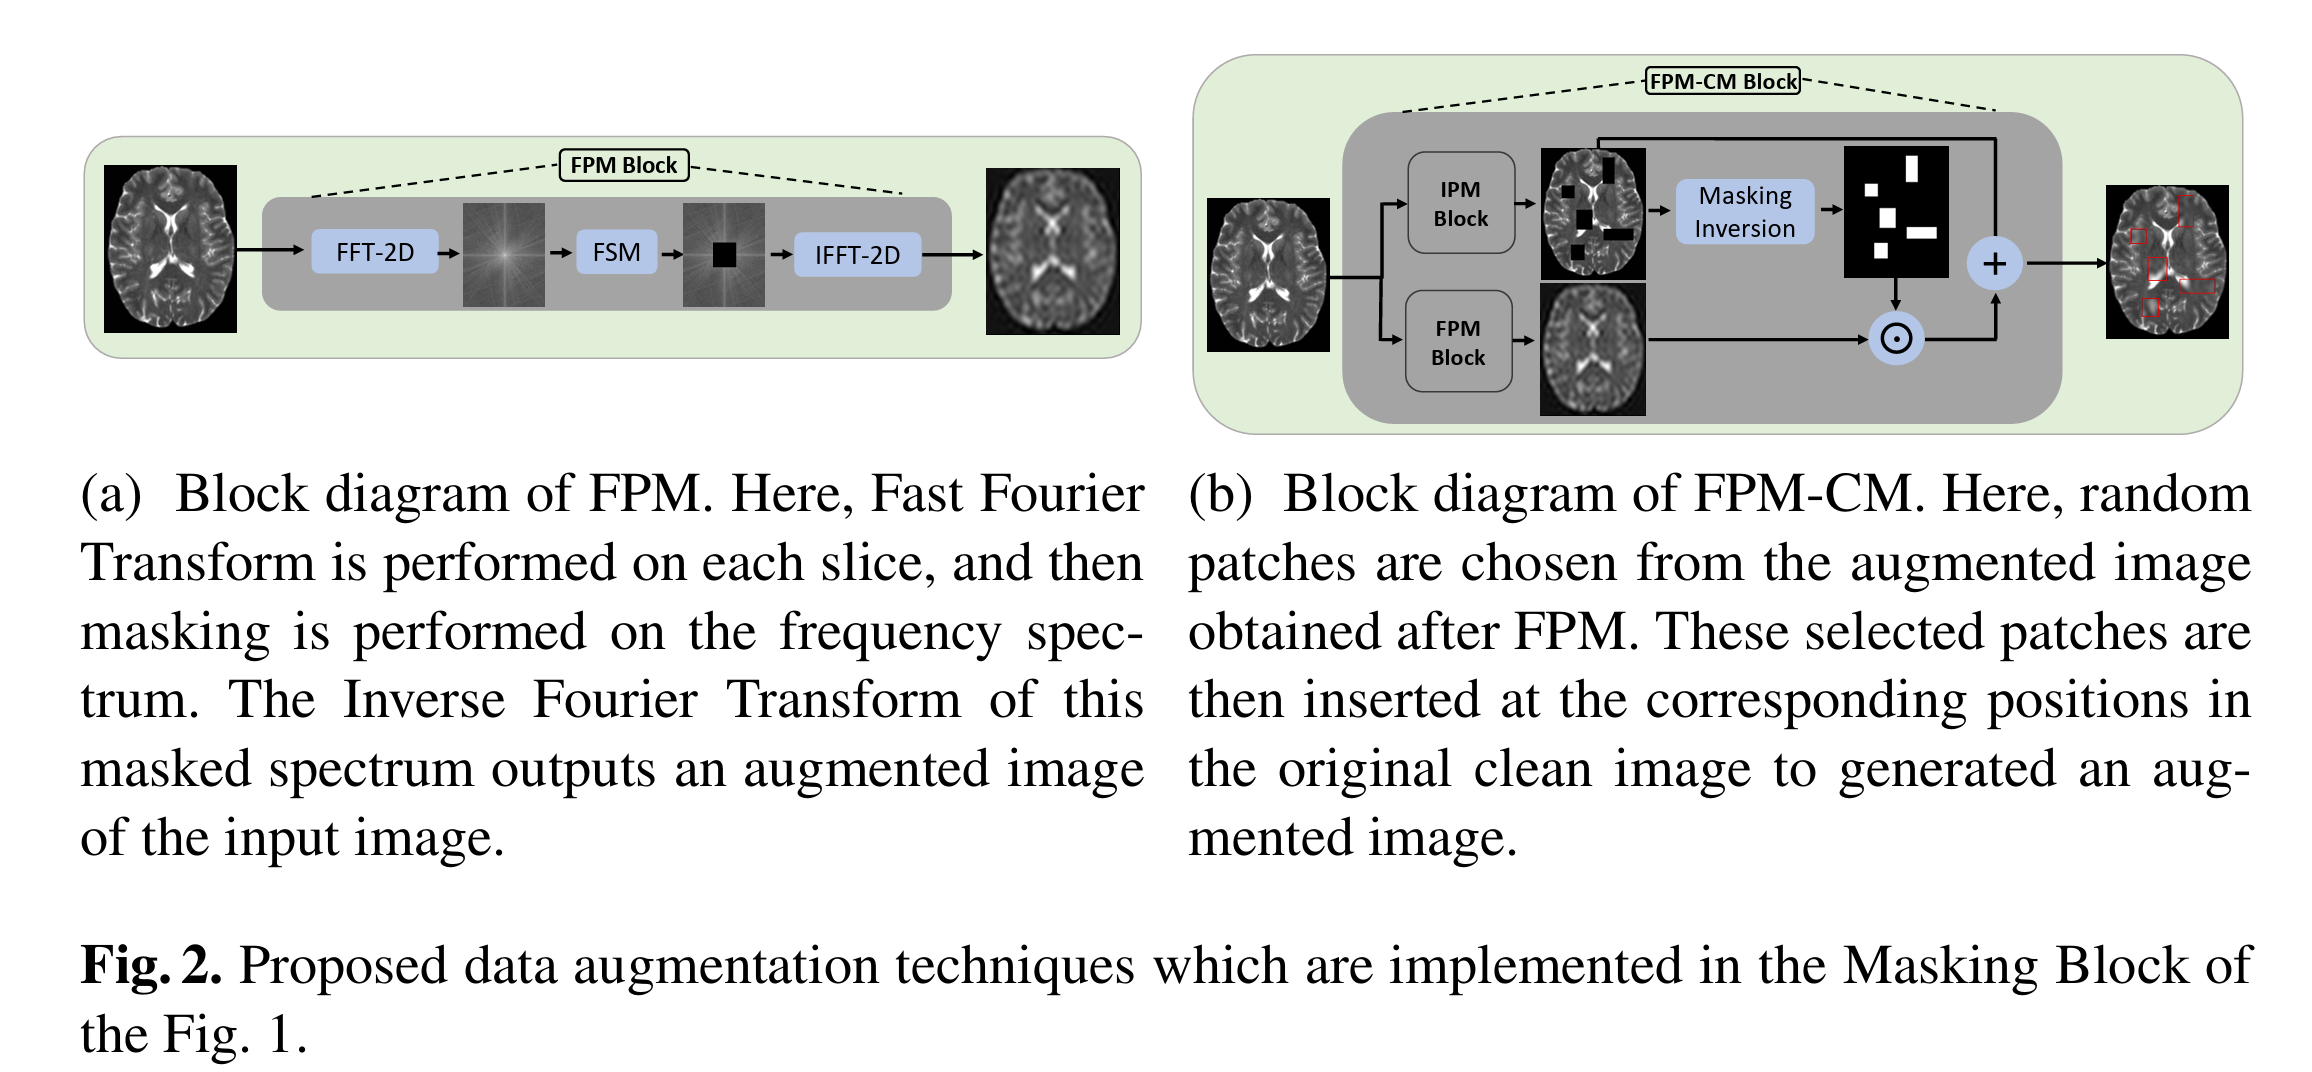 FPM Block
FFT-2D
FSM
IFFT-2D
FPM-CM Block
IPM
Block
Masking
Inversion
FPM
Block
+
(a) Block diagram of FPM. Here, Fast Fourier
Transform is performed on each slice, and then
masking is performed on the frequency spec-
trum. The Inverse Fourier Transform of this
masked spectrum outputs an augmented image
of the input image.
(b) Block diagram of FPM-CM. Here, random
patches are chosen from the augmented image
obtained after FPM. These selected patches are
then inserted at the corresponding positions in
the original clean image to generated an aug-
mented image.
Fig. 2. Proposed data augmentation techniques which are implemented in the Masking Block of
the Fig. 1.